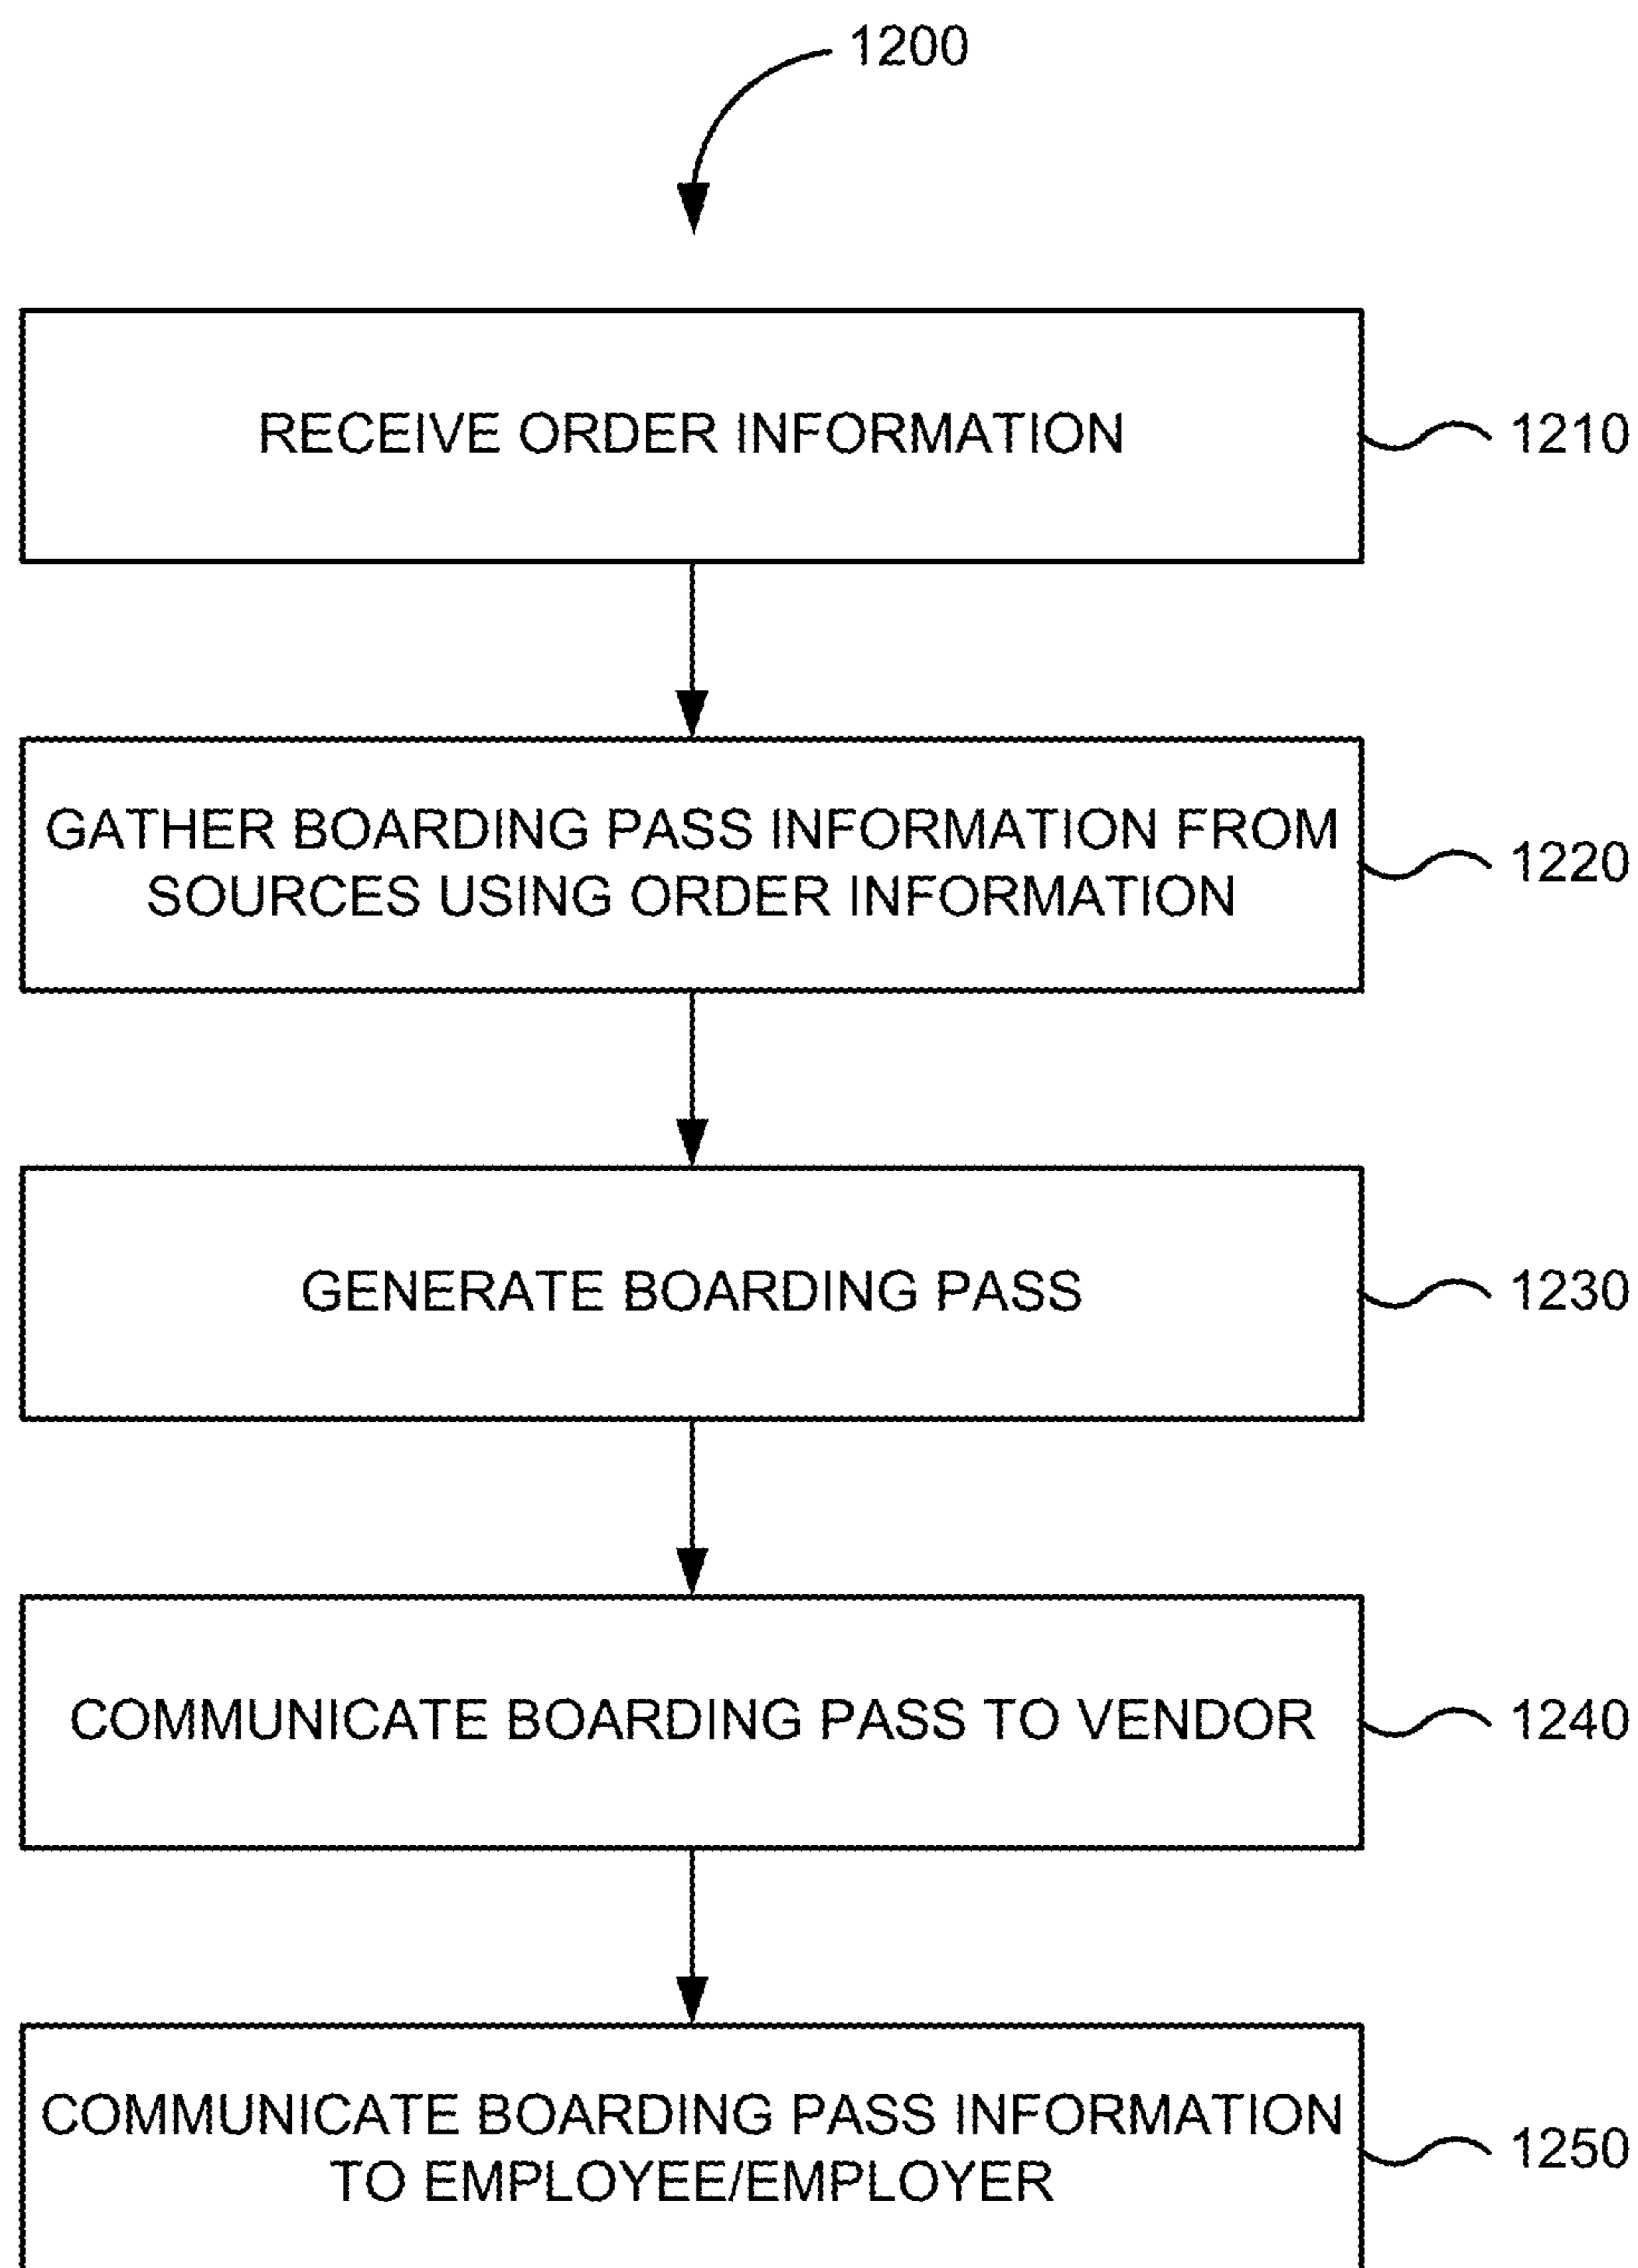 1200
RECEIVE ORDER INFORMATION
1210
GATHER BOARDING PASS INFORMATION FROM
SOURCES USING ORDER INFORMATION
1220
GENERATE BOARDING PASS
1230
COMMUNICATE BOARDING PASS TO VENDOR
1240
COMMUNICATE BOARDING PASS INFORMATION
TO EMPLOYEE/EMPLOYER
1250